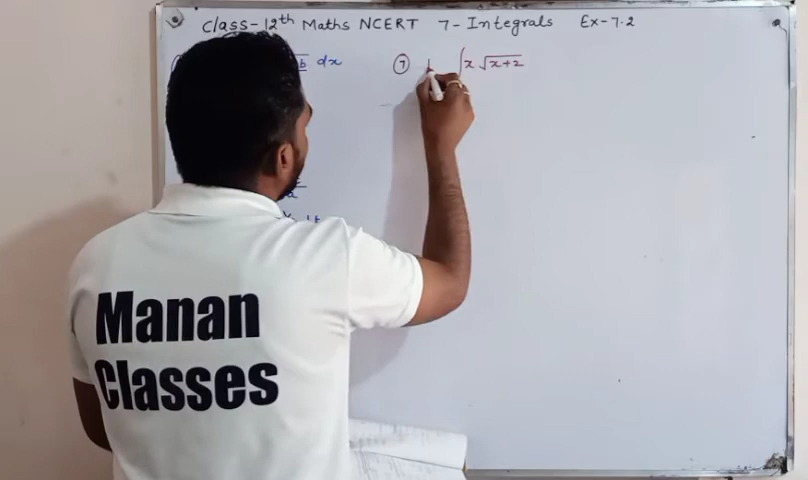 Class-12th Maths NCERT 7-Integrals Ex-7.2
b dx
⑦ ∫x √x+2
Manan
Classes